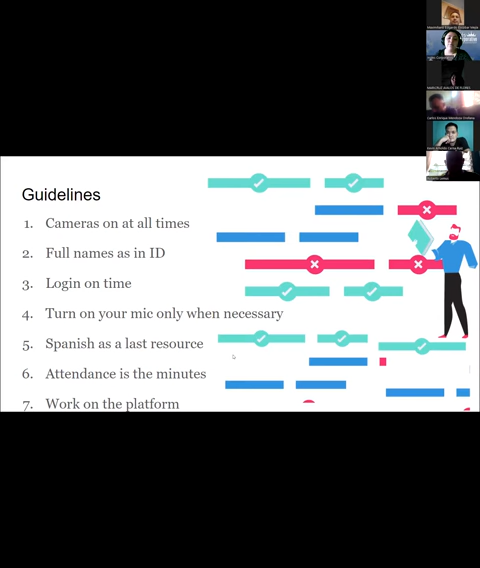 Guidelines
1. Cameras on at all times
2. Full names as in ID
3. Login on time
4. Turn on your mic only when necessary
5. Spanish as a last resource
6. Attendance is the minutes
7. Work on the platform